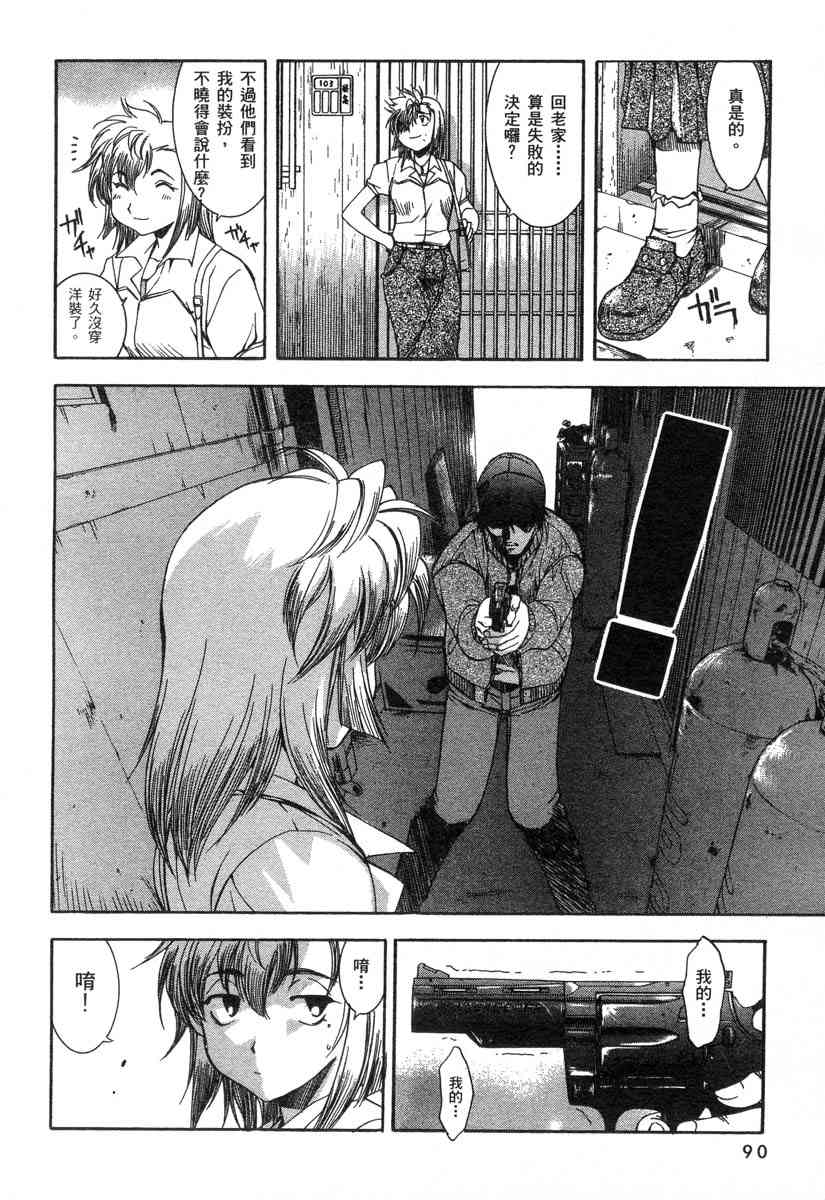 真是的。
ガラ
回老家……
算是失敗的
決定囉?
103
不過他們看到
我的裝扮,
不曉得會說什麼?
ガチャ
ガチャ
好久沒穿
洋裝了。
!
我的…
我的…
唷…
唷!
90